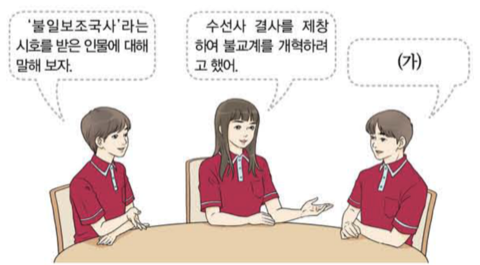 '불일보조국사'라는
시호를 받은 인물에 대해
말해 보자.
수선사 결사를 제창
하여 불교계를 개혁하려
고 했어.
(가)